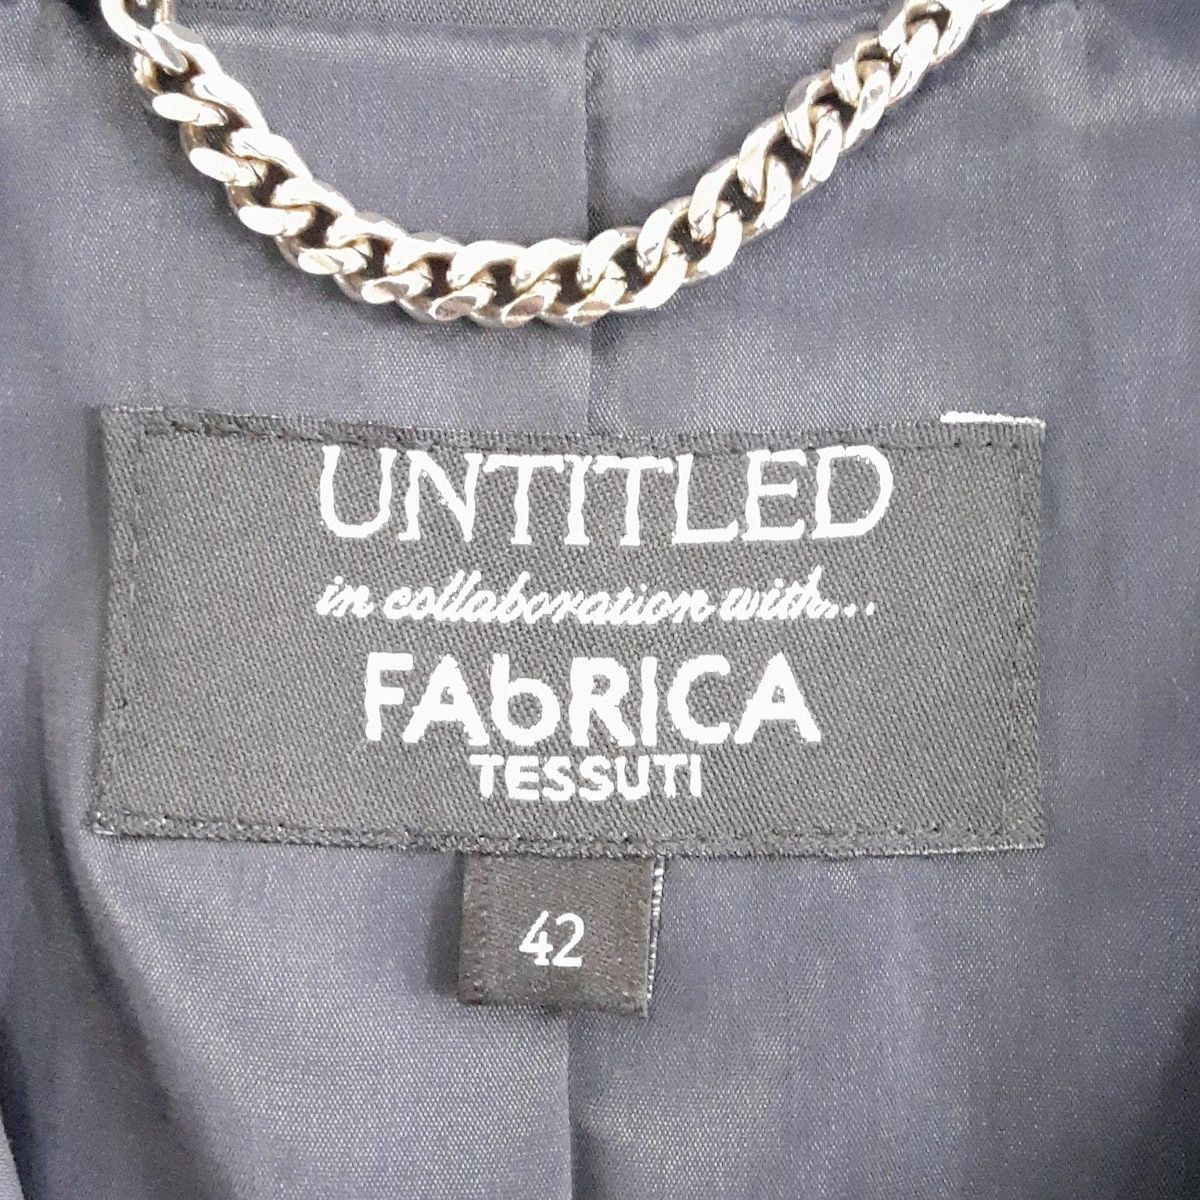 UNTITLED
in collaboration with...
FAbRICA
TESSUTI
42